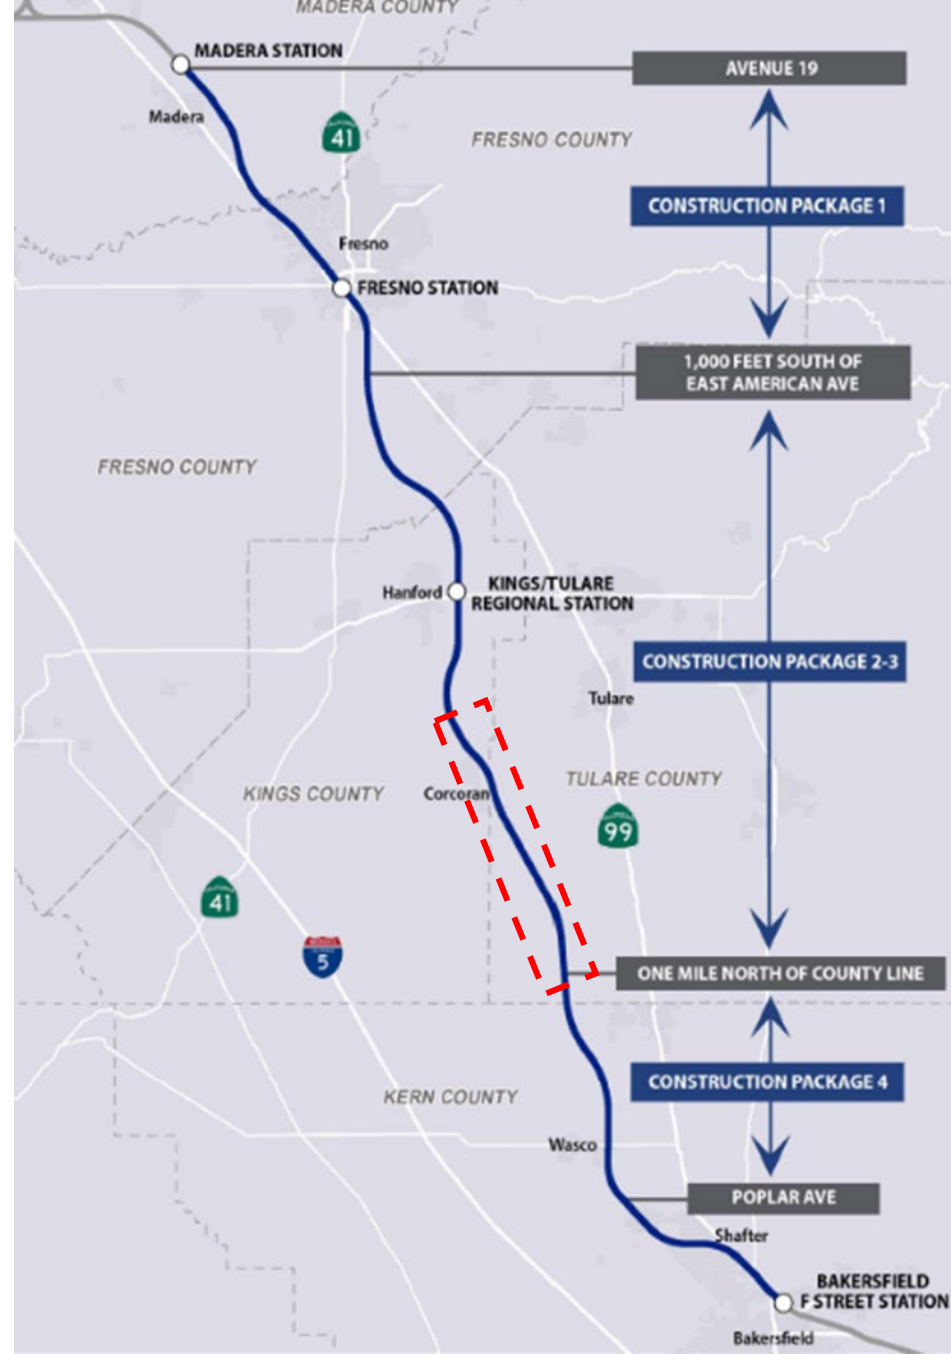 MADERA COUNTY
MADERA STATION
AVENUE 19
Madera
41
FRESNO COUNTY
CONSTRUCTION PACKAGE 1
Fresno
FRESNO STATION
1,000 FEET SOUTH OF
EAST AMERICAN AVE
FRESNO COUNTY
Hanford
KINGS/TULARE
REGIONAL STATION
CONSTRUCTION PACKAGE 2-3
Tulare
KINGS COUNTY
Corcoran
TULARE COUNTY
99
41
5
ONE MILE NORTH OF COUNTY LINE
KERN COUNTY
CONSTRUCTION PACKAGE 4
Wasco
POPLAR AVE
Shafter
BAKERSFIELD
F STREET STATION
Bakersfield